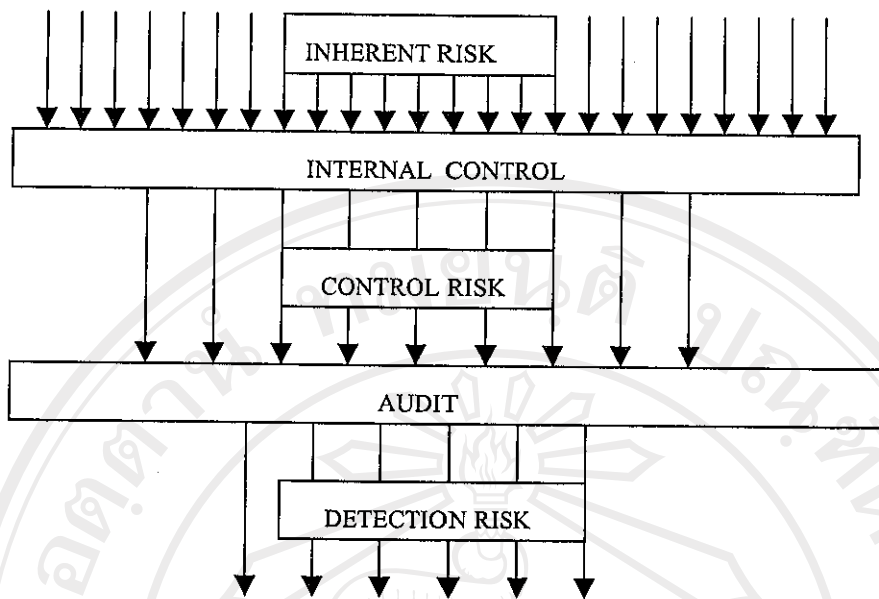 INHERENT RISK
INTERNAL CONTROL
CONTROL RISK
AUDIT
DETECTION RISK